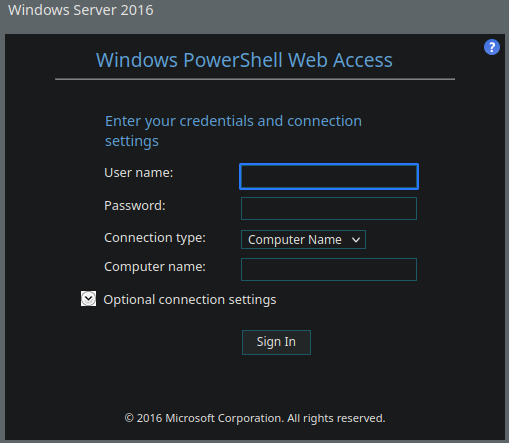 Windows Server 2016
?
Windows PowerShell Web Access
Enter your credentials and connection
settings
User name:
Password:
Connection type: Computer Name
Computer name:
Optional connection settings
Sign In
© 2016 Microsoft Corporation. All rights reserved.